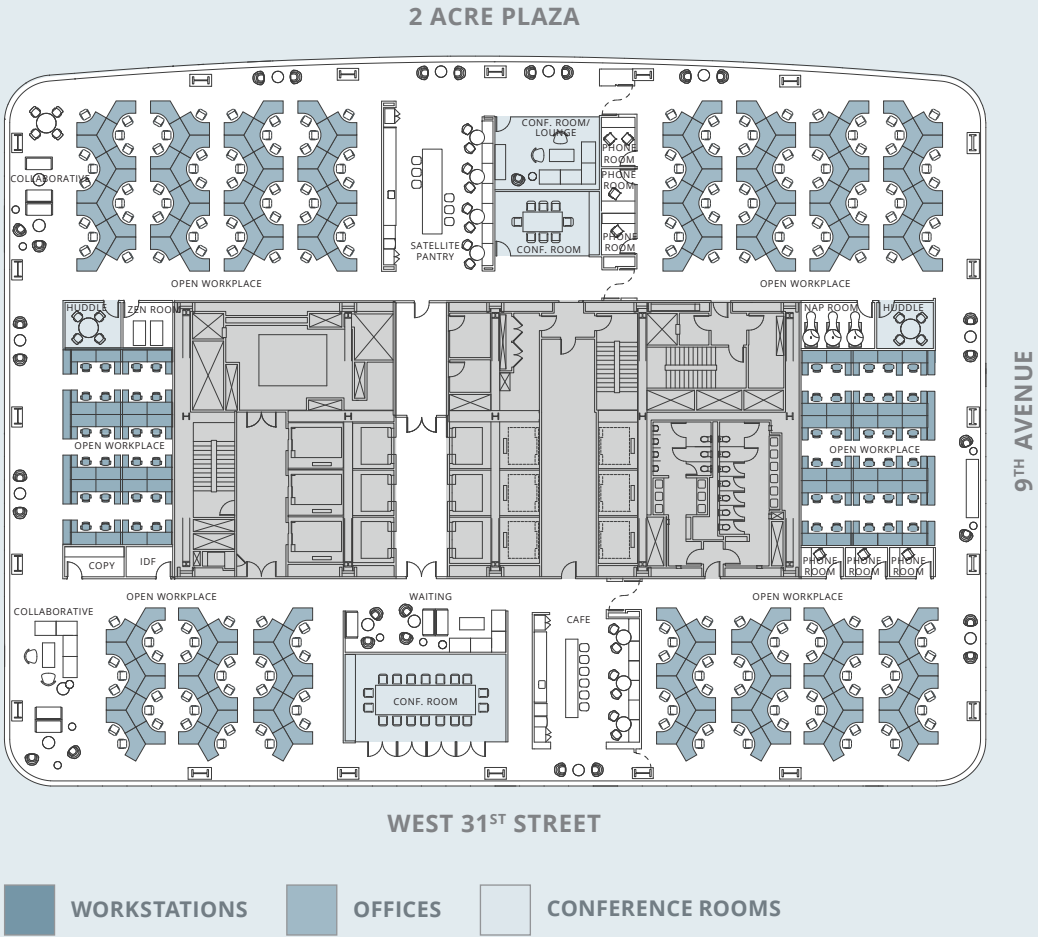 2 ACRE PLAZA
CONF. ROOM/
LOUNGE
PHONE
ROOM
COLLABORATIVE
PHONE
ROOM
PHONE
ROOM
SATELLITE
PANTRY
CONF. ROOM
OPEN WORKPLACE
OPEN WORKPLACE
HUDDLE
ZEN ROOM
NAP ROOM
HUDDLE
9TH AVENUE
OPEN WORKPLACE
OPEN WORKPLACE
COPY
IDF
PHONE
ROOM
PHONE
ROOM
PHONE
ROOM
OPEN WORKPLACE
WAITING
OPEN WORKPLACE
COLLABORATIVE
CAFE
CONF. ROOM
WEST 31ST STREET
WORKSTATIONS
OFFICES
CONFERENCE ROOMS